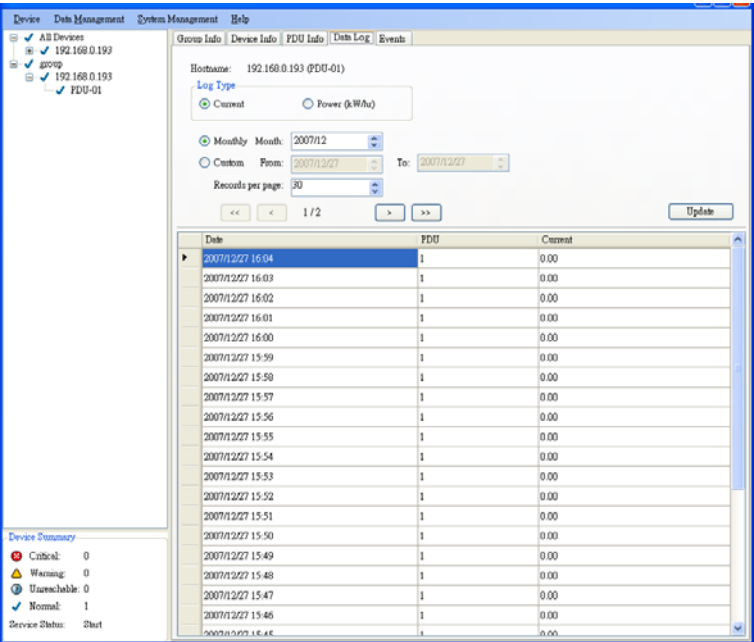 Device Data Management System Management Help
All Devices
192.168.0.193
group
192.168.0.193
PDU-01
Group Info Device Info PDU Info Data Log Events
Hostname: 192.168.0.193 (PDU-01)
Log Type
Current Power (kW/hr)
Monthly Month: 2007/12
Custom From: 2007/12/27 To: 2007/12/27
Records per page: 30
<< < 1 / 2 > >> Update
Date PDU Current
2007/12/27 16:04 1 0.00
2007/12/27 16:03 1 0.00
2007/12/27 16:02 1 0.00
2007/12/27 16:01 1 0.00
2007/12/27 16:00 1 0.00
2007/12/27 15:59 1 0.00
2007/12/27 15:58 1 0.00
2007/12/27 15:57 1 0.00
2007/12/27 15:56 1 0.00
2007/12/27 15:55 1 0.00
2007/12/27 15:54 1 0.00
2007/12/27 15:53 1 0.00
2007/12/27 15:52 1 0.00
2007/12/27 15:51 1 0.00
2007/12/27 15:50 1 0.00
2007/12/27 15:49 1 0.00
2007/12/27 15:48 1 0.00
2007/12/27 15:47 1 0.00
2007/12/27 15:46 1 0.00
2007/12/27 15:45 1 0.00
Device Summary
Critical: 0
Warning: 0
Unreachable: 0
Normal: 1
Service Status: Start